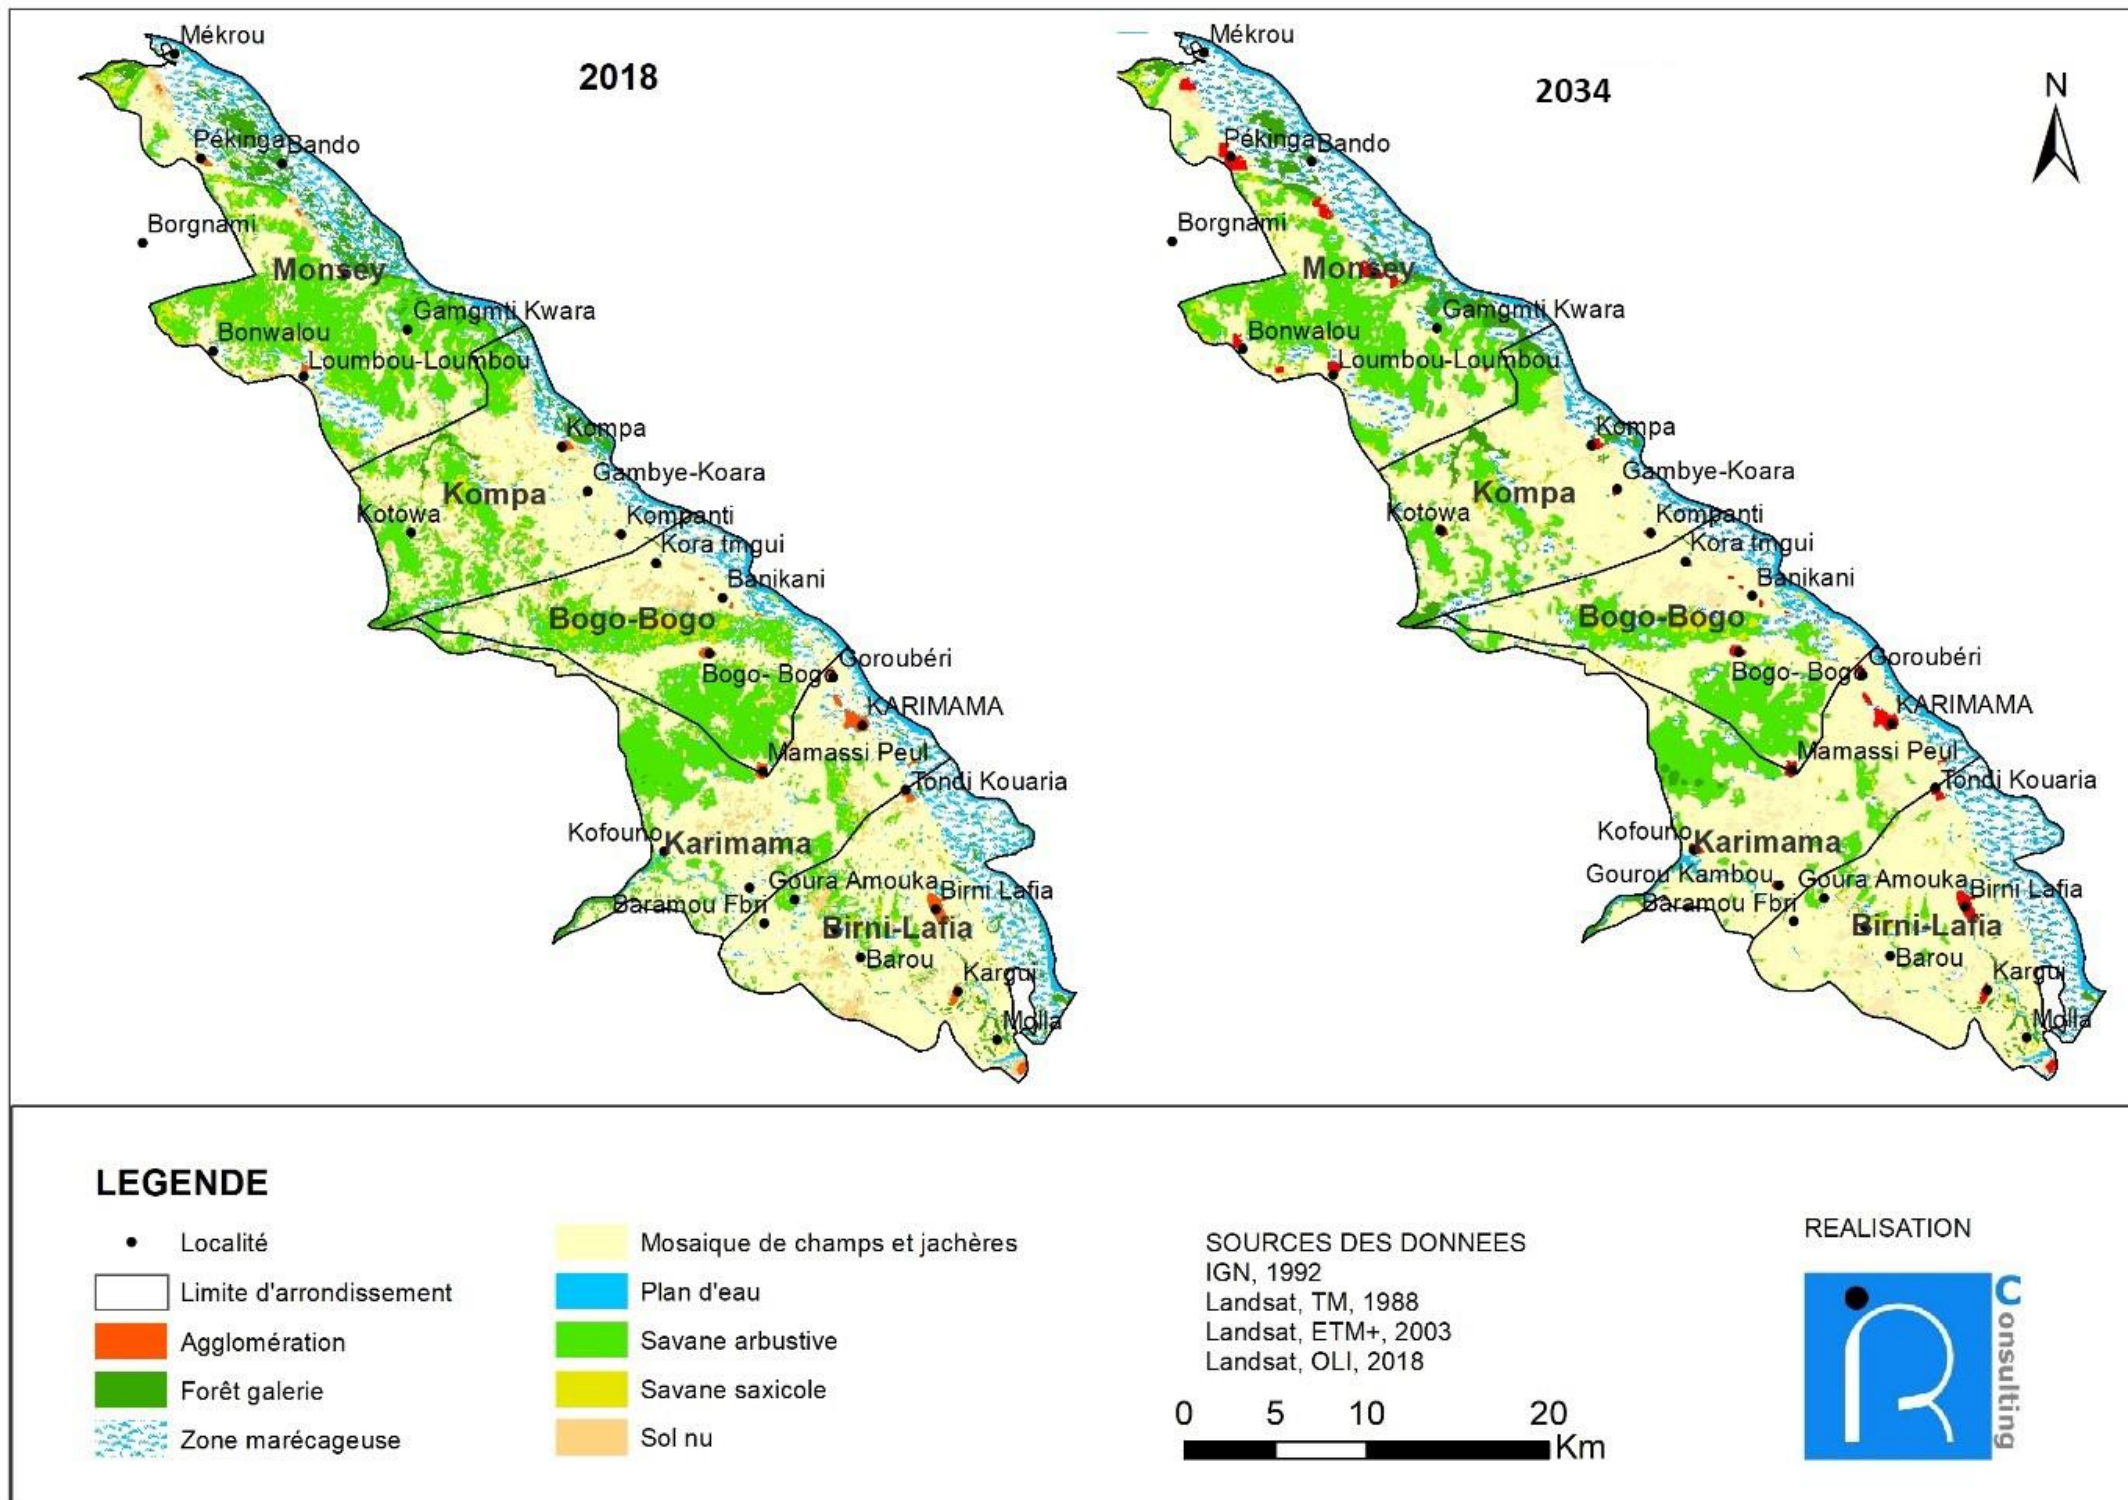 2018
Mékrou
Pékinga
Bando
Borgnami
Monsey
Gamgmti Kwara
Bonwalou
Loumbou-Loumbou
Kompa
Gambye-Koara
Kompa
Kotowa
Kompanti
Kora tmgui
Banikani
Bogo-Bogo
Goroubéri
Bogo- Bogo
KARIMAMA
Mamassi Peul
Tondi Kouaria
Kofouno
Karimama
Goura Amouka
Birni Lafia
Baramou Fbri
Birni-Lafia
Barou
Kargui
Molla
2034
N
Mékrou
Pékinga
Bando
Borgnami
Monsey
Gamgmti Kwara
Bonwalou
Loumbou-Loumbou
Kompa
Gambye-Koara
Kompa
Kotowa
Kompanti
Kora tmgui
Banikani
Bogo-Bogo
Goroubéri
Bogo- Bogo
KARIMAMA
Mamassi Peul
Tondi Kouaria
Kofouno
Karimama
Gourou Kambou
Goura Amouka
Birni Lafia
Baramou Fbri
Birni-Lafia
Barou
Kargui
Molla
LEGENDE
Localité
Limite d'arrondissement
Agglomération
Forêt galerie
Zone marécageuse
Mosaique de champs et jachères
Plan d'eau
Savane arbustive
Savane saxicole
Sol nu
SOURCES DES DONNEES
IGN, 1992
Landsat, TM, 1988
Landsat, ETM+, 2003
Landsat, OLI, 2018
0 5 10 20
Km
REALISATION
iR
Consulting